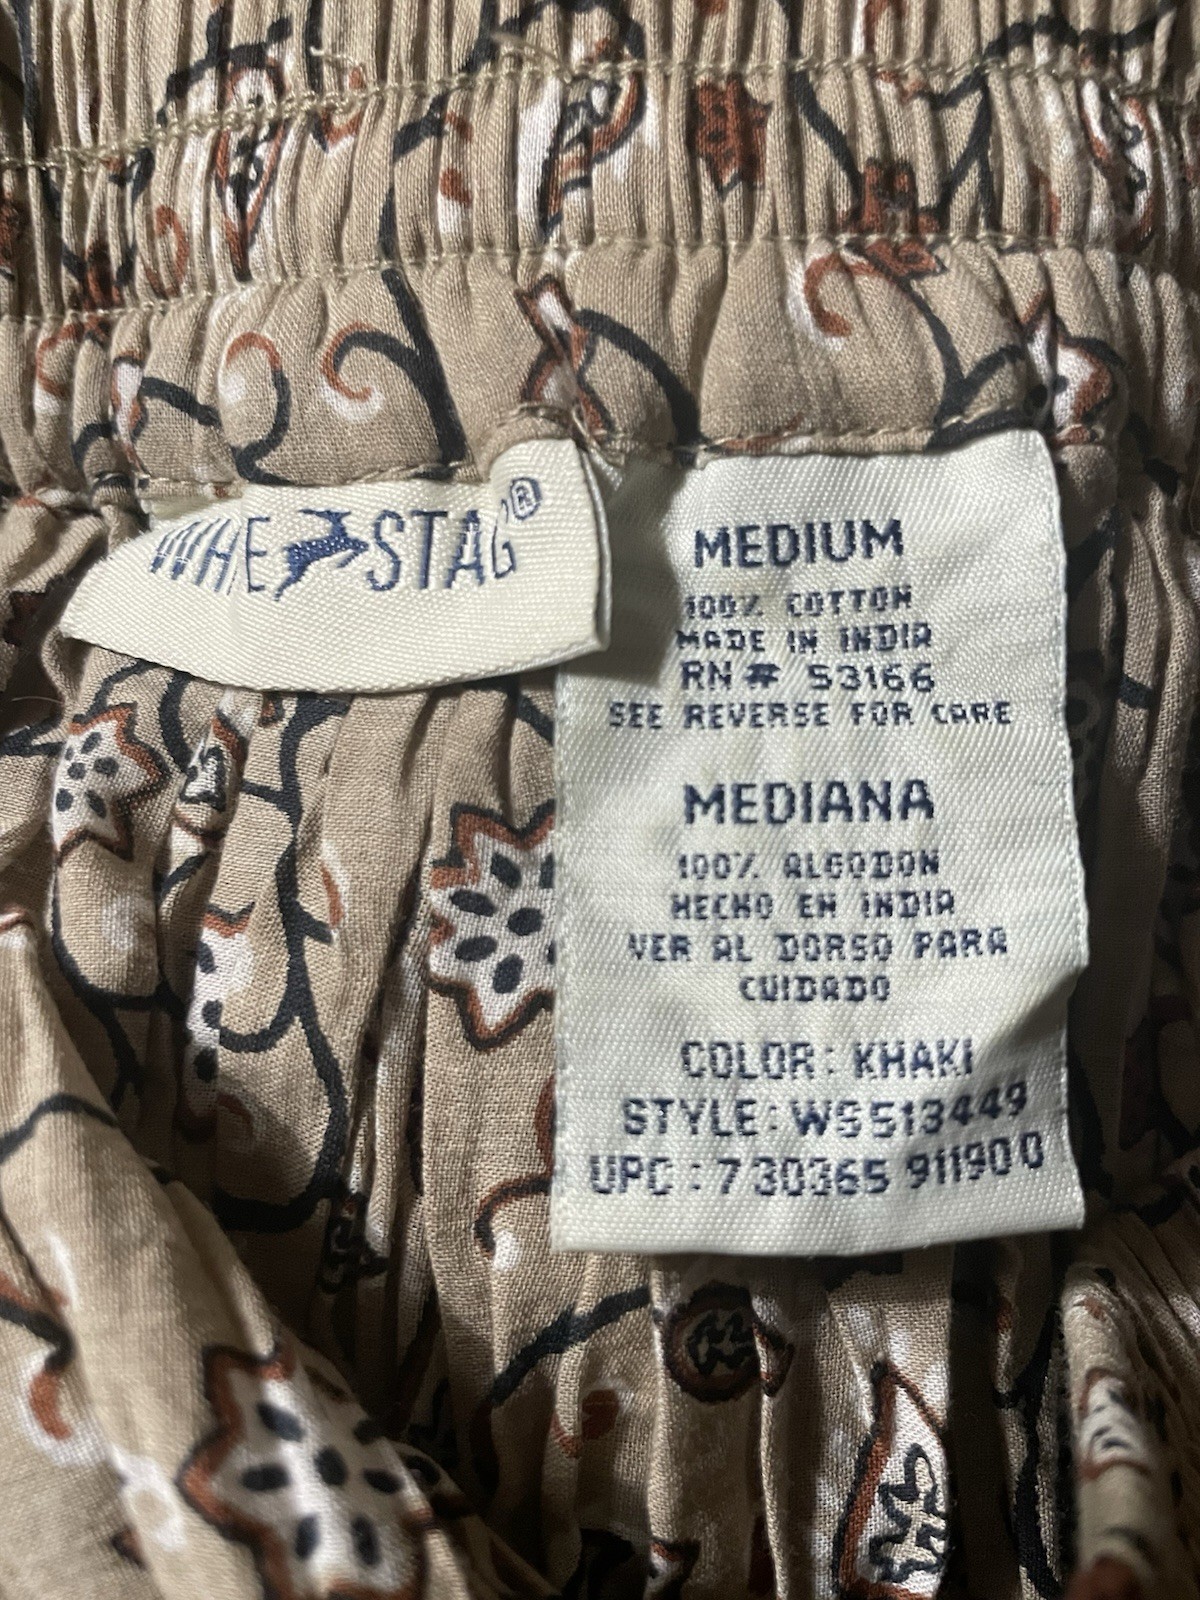 WHE STAG®
MEDIUM
100% COTTON
MADE IN INDIA
RN# 53166
SEE REVERSE FOR CARE
MEDIANA
100% ALGODON
HECHO EN INDIA
VER AL DORSO PARA
CUIDADO
COLOR: KHAKI
STYLE: WS513449
UPC: 730365 911900